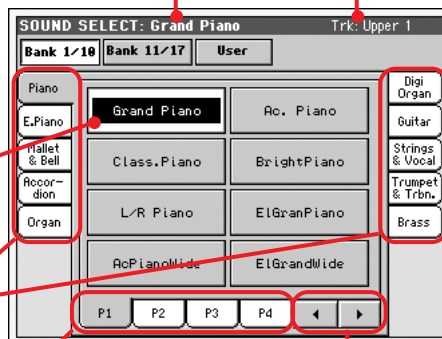 SOUND SELECT: Grand Piano Trk: Upper 1
Bank 1/10 Bank 11/17 User
Piano
E.Piano
Mallet
& Bell
Accor-
dion
Organ
Grand Piano Ac. Piano
Class.Piano BrightPiano
L/R Piano ElGranPiano
AcPianoWide ElGrandWide
Digi
Organ
Guitar
Strings
& Vocal
Trumpet
& Trbn.
Brass
P1 P2 P3 P4